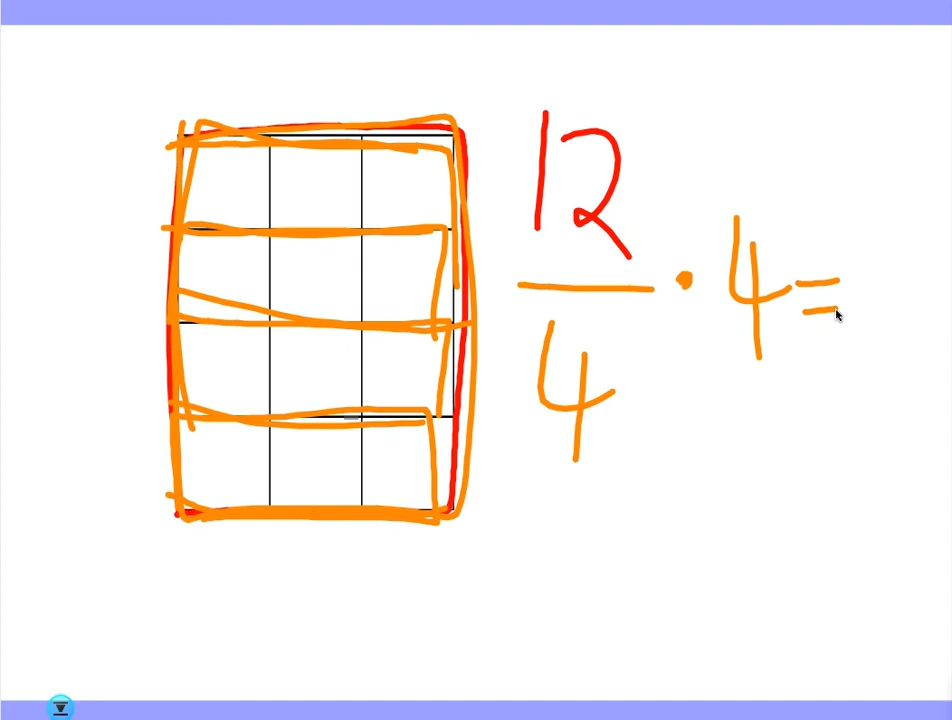 12
— · 4 =
4